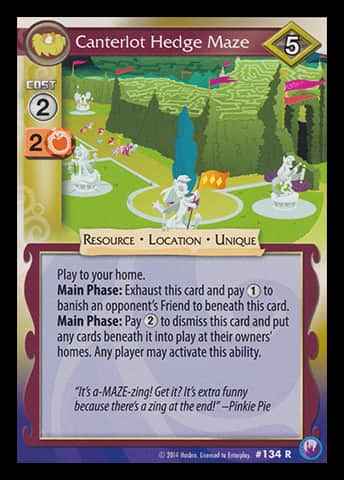 Canterlot Hedge Maze
5
COST
2
2
RESOURCE • LOCATION • UNIQUE
Play to your home.
Main Phase: Exhaust this card and pay 1 to
banish an opponent's Friend to beneath this card.
Main Phase: Pay 2 to dismiss this card and put
any cards beneath it into play at their owners'
homes. Any player may activate this ability.
"It's a-MAZE-zing! Get it? It's extra funny
because there's a zing at the end!" –Pinkie Pie
© 2014 Hasbro. Licensed to Enterplay. #134 R